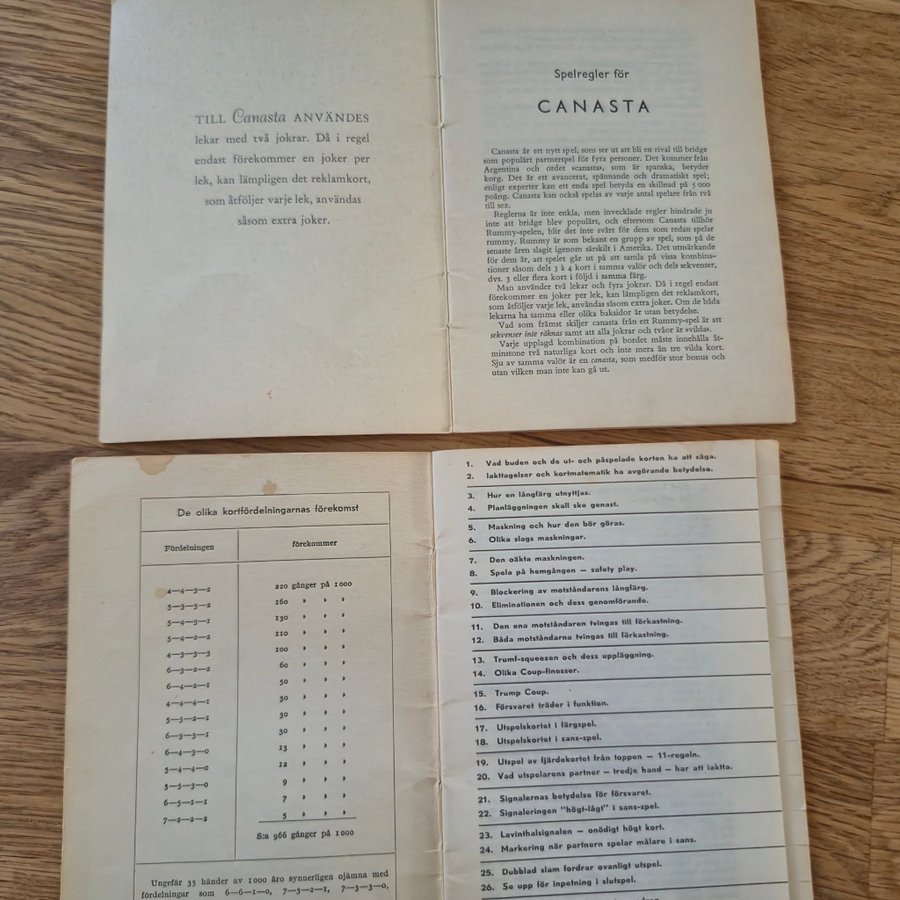 TILL Canasta ANVÄNDES
lekar med två jokrar. Då i regel
endast förekommer en joker per
lek, kan lämpligen det reklamkort,
som åtföljer varje lek, användas
såsom extra joker.
Spelregler för
CANASTA
Canasta är ett nytt spel, som ser ut att bli en rival till bridge
som populärt partnerspel för fyra personer. Det kommer från
Argentina och ordet »canasta», som är spanska, betyder
korg. Det är ett avancerat, spännande och dramatiskt spel;
enligt experter kan ett enda spel betyda en skillnad på 5 000
poäng. Canasta kan också spelas av varje antal spelare från två
till sex.
Reglerna är inte enkla, men invecklade regler hindrade ju
inte att bridge blev populärt, och eftersom Canasta tillhör
Rummy-spelen, blir det inte svårt för dem som redan spelar
rummy. Rummy är som bekant en grupp av spel, som på de
senaste åren slagit igenom särskilt i Amerika. Det utmärkande
för dem är, att spelet går ut på att samla på vissa kombina-
tioner såsom dels 3 à 4 kort i samma valör och dels sekvenser,
dvs. 3 eller flera kort i följd i samma färg.
Man använder två lekar och fyra jokrar. Då i regel endast
förekommer en joker per lek, kan lämpligen det reklamkort,
som åtföljer varje lek, användas såsom extra joker. Om de båda
lekarna ha samma eller olika baksidor är utan betydelse.
Vad som främst skiljer canasta från ett Rummy-spel är att
sekvenser inte räknas samt att alla jokrar och tvåor är »vilda».
Varje upplagd kombination på bordet måste innehålla åt-
minstone två naturliga kort och inte mera än tre vilda kort.
Sju av samma valör är en canasta, som medför stor bonus och
utan vilken man inte kan gå ut.
De olika kortfördelningarnas förekomst
Fördelningen förekommer
4—4—3—2 220 gånger på 1000
5—3—3—2 160 » » »
5—4—3—1 130 » » »
5—4—2—2 110 » » »
4—3—3—3 100 » » »
6—3—2—2 60 » » »
6—4—2—1 50 » » »
4—4—4—1 30 » » »
5—5—2—1 30 » » »
6—3—3—1 30 » » »
6—4—3—0 13 » » »
5—4—4—0 12 » » »
5—5—3—0 9 » » »
6—5—1—1 7 » » »
7—2—2—2 5 » » »
S:a 966 gånger på 1000
Ungefär 35 händer av 1000 äro synnerligen ojämna med
fördelningar som 6—6—1—0, 7—3—2—1, 7—3—3—0,
1. Vad buden och de ut- och påspelade korten ha att säga.
2. Iakttagelser och kortmatematik ha avgörande betydelse.
3. Hur en långfärg utnyttjas.
4. Planläggningen skall ske genast.
5. Maskning och hur den bör göras.
6. Olika slags maskningar.
7. Den oäkta maskningen.
8. Spela på hemgången – safety play.
9. Blockering av motståndarens långfärg.
10. Eliminationen och dess genomförande.
11. Den ena motståndaren tvingas till förkastning.
12. Båda motståndarna tvingas till förkastning.
13. Trumf-squeezen och dess uppläggning.
14. Olika Coup-finesser.
15. Trump Coup.
16. Försvaret träder i funktion.
17. Utspelskortet i färgspel.
18. Utspelskortet i sans-spel.
19. Utspel av fjärdekortet från toppen – 11-regeln.
20. Vad utspelarens partner – tredje hand – har att iaktta.
21. Signalernas betydelse för försvaret.
22. Signaleringen "högt-lågt" i sans-spel.
23. Lavinthalsignalen – onödigt högt kort.
24. Markering när partnern spelar målare i sans.
25. Dubblad slam fordrar ovanligt utspel.
26. Se upp för inpetning i slutspel.